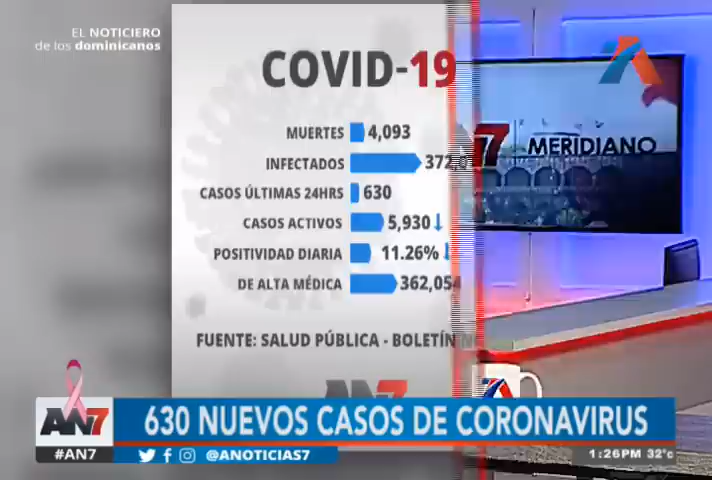 EL NOTICIERO
de los dominicanos
COVID-19
MUERTES 4,093
INFECTADOS
CASOS ÚLTIMAS 24HRS 630
CASOS ACTIVOS 5,930
POSITIVIDAD DIARIA 11.26%
DE ALTA MÉDICA 362,054
FUENTE: SALUD PÚBLICA - BOLETÍN
AN7
MERIDIANO
AN7
630 NUEVOS CASOS DE CORONAVIRUS
#AN7
@ANOTICIAS7
1:26PM 32°c